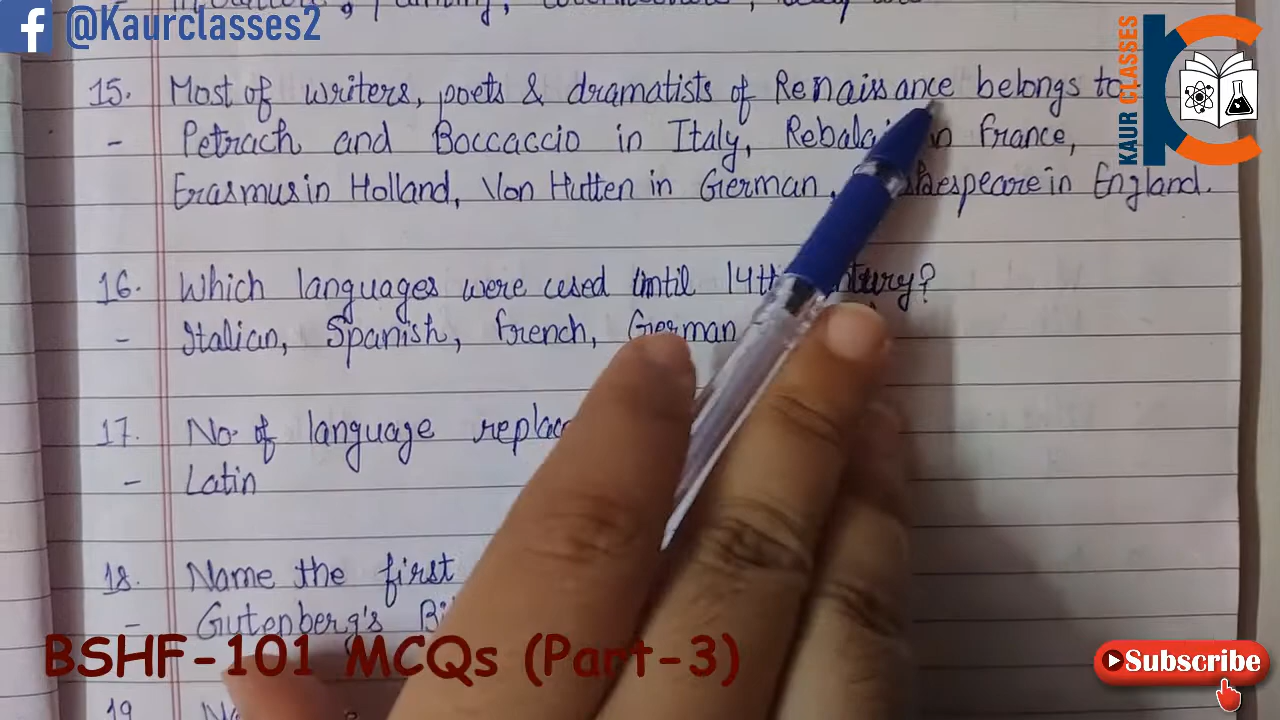 @Kaurclasses2
KAUR CLASSES
15. Most of writers, poets & dramatists of Renaissance belongs to
- Petrach and Boccaccio in Italy, in France,
Erasmus in Holland, Von Hutten in German, in England.
16. Which languages were used until 14th
- Italian, Spanish, French, German
17. No. of language
- Latin
18. Name the first
- Gutenberg's
BSHF-101 MCQs (Part-3)
Subscribe
19